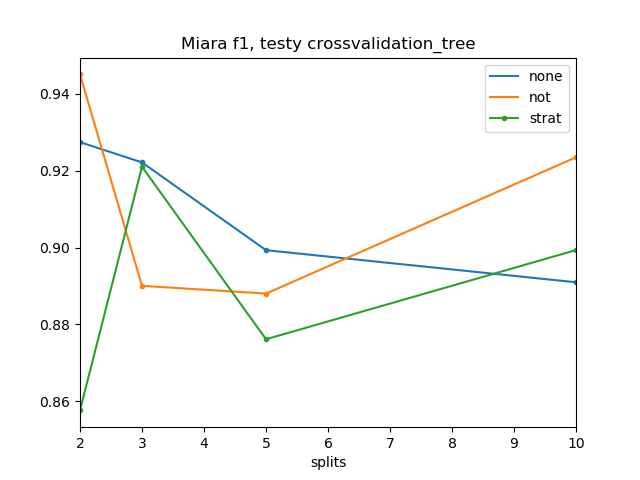 Miara f1, testy crossvalidation_tree
none
not
strat
0.94
0.92
0.90
0.88
0.86
2 3 4 5 6 7 8 9 10
splits